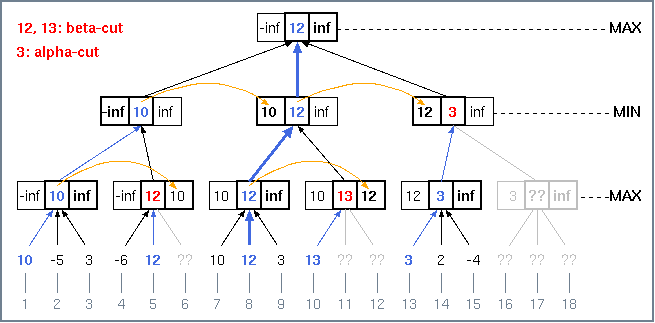 -inf 12 inf MAX
12, 13: beta-cut
3: alpha-cut
-inf 10 inf 10 12 inf 12 3 inf MIN
-inf 10 inf -inf 12 10 10 12 inf 10 13 12 12 3 inf 3 ?? inf MAX
10 -5 3 -6 12 ?? 10 12 3 13 ?? ?? 3 2 -4 ?? ?? ??
1 2 3 4 5 6 7 8 9 10 11 12 13 14 15 16 17 18